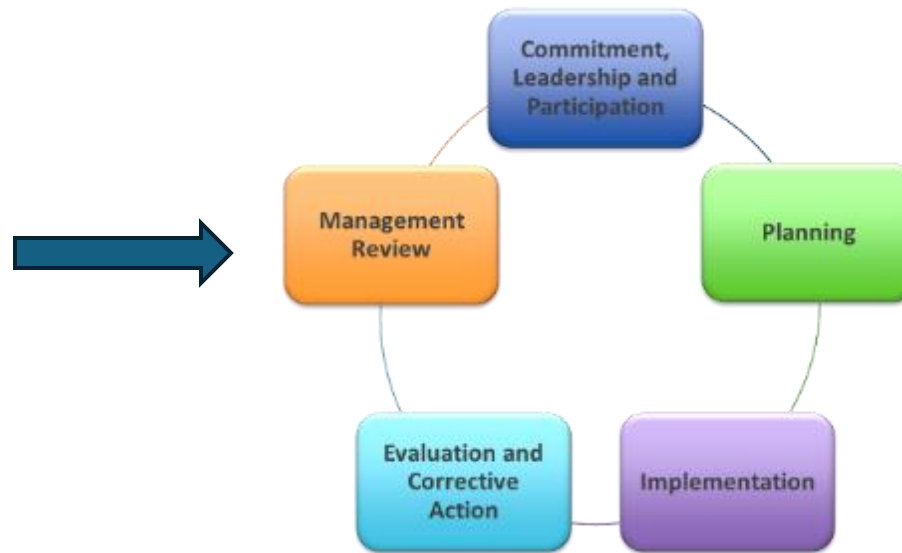 Commitment,
Leadership and
Participation
Management
Review
Planning
Evaluation and
Corrective
Action
Implementation